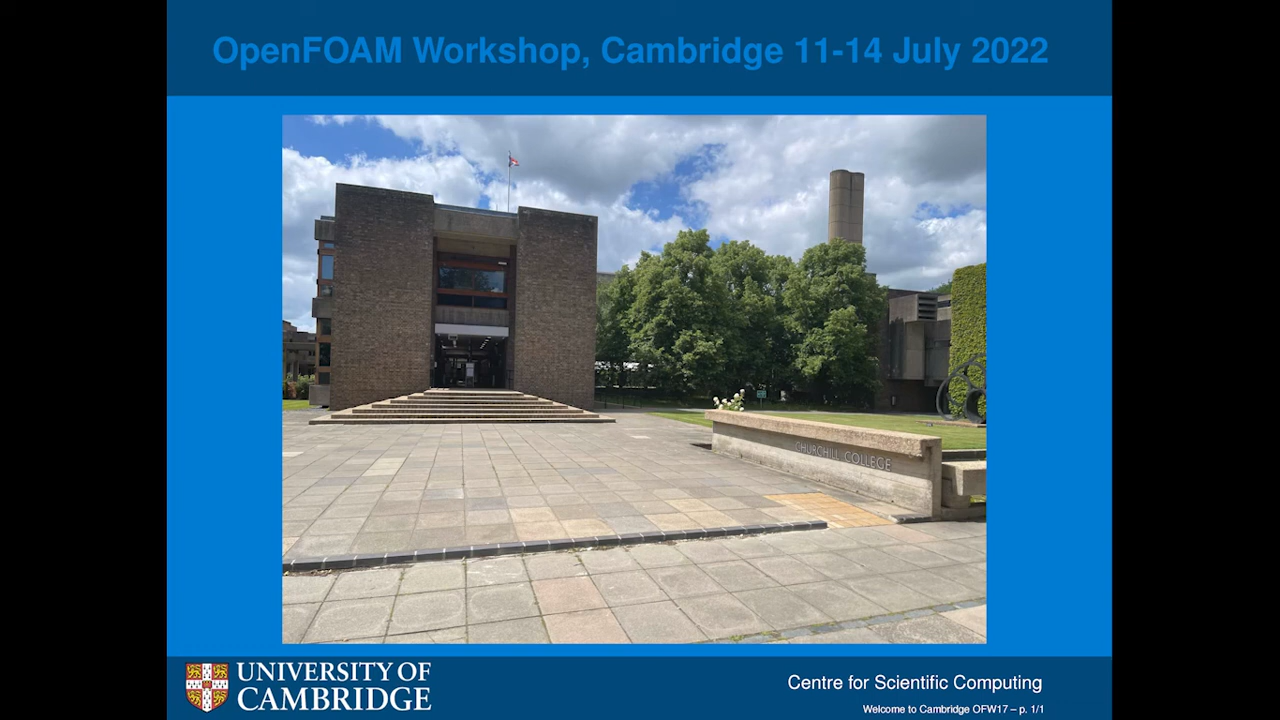 OpenFOAM Workshop, Cambridge 11-14 July 2022
CHURCHILL COLLEGE
UNIVERSITY OF
CAMBRIDGE
Centre for Scientific Computing
Welcome to Cambridge OFW17 – p. 1/1